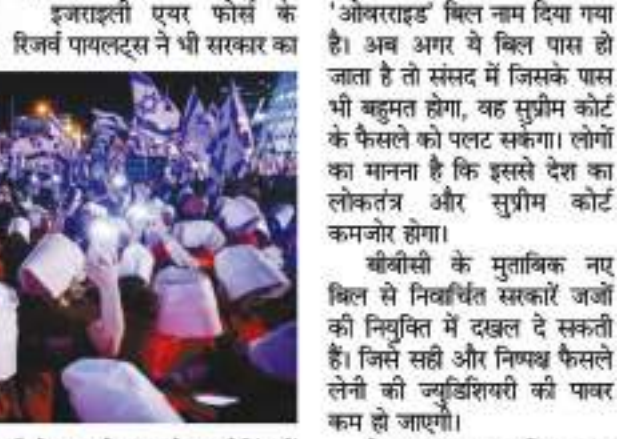 इजराइली एयर फोर्स के
रिजर्व पायलट्स ने भी सरकार का
'ओवरराइड' बिल नाम दिया गया
है। अब अगर ये बिल पास हो
जाता है तो संसद में जिसके पास
भी बहुमत होगा, वह सुप्रीम कोर्ट
के फैसले को पलट सकेगा। लोगों
का मानना है कि इससे देश का
लोकतंत्र और सुप्रीम कोर्ट
कमजोर होगा।
बीबीसी के मुताबिक नए
बिल से निर्वाचित सरकारें जजों
की नियुक्ति में दखल दे सकती
हैं। जिसे सही और निष्पक्ष फैसले
लेनी की ज्युडिशियरी की पावर
कम हो जाएगी।